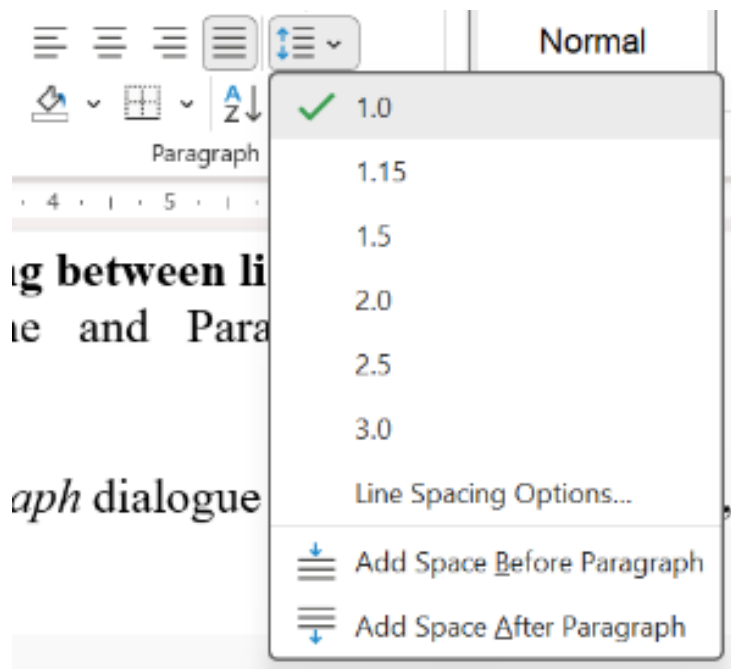 Normal
1.0
Paragraph
1.15
4 5
1.5
g between li
2.0
e and Para
2.5
3.0
aph dialogue
Line Spacing Options...
Add Space Before Paragraph
Add Space After Paragraph